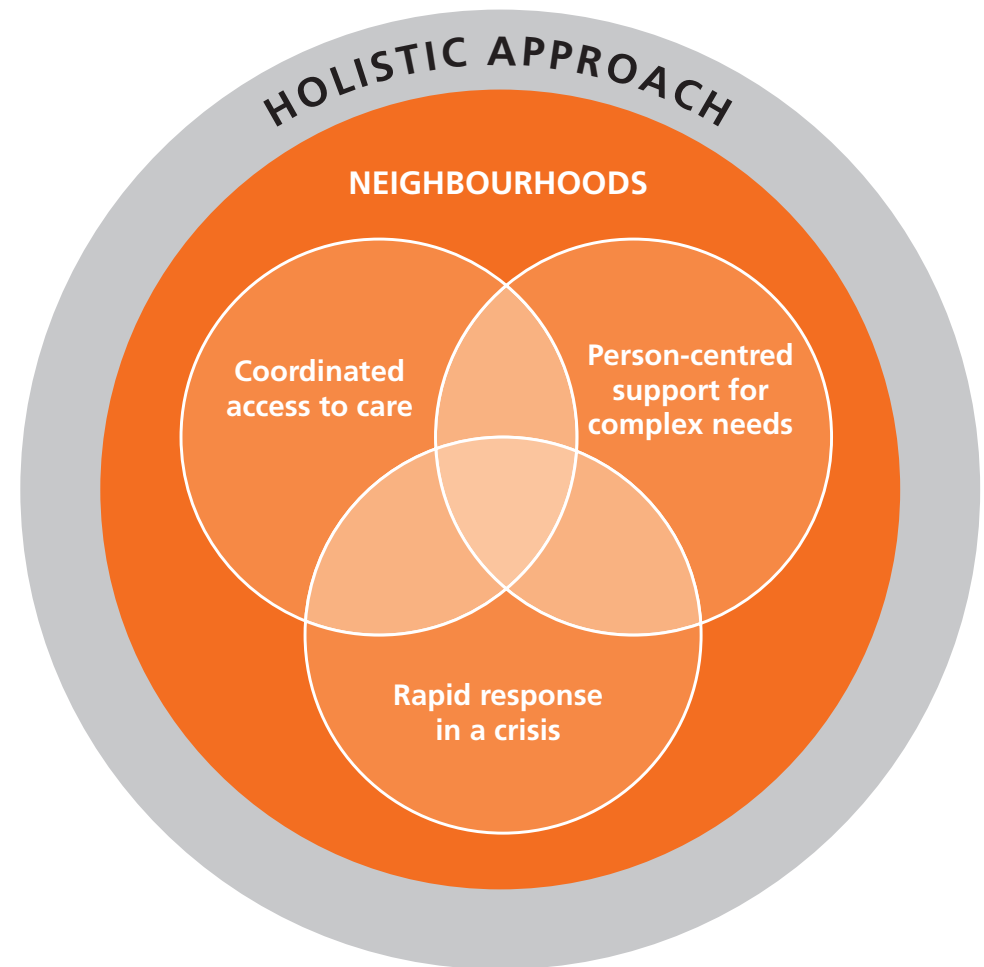 HOLISTIC APPROACH
NEIGHBOURHOODS
Coordinated
access to care
Person-centred
support for
complex needs
Rapid response
in a crisis